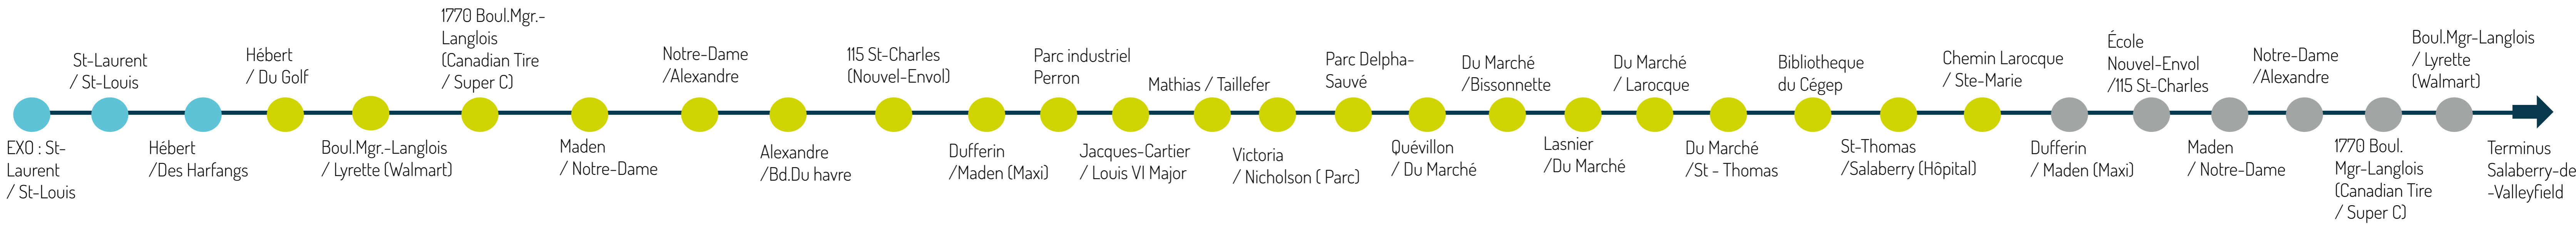 EXO : St-
Laurent
/ St-Louis
St-Laurent
/ St-Louis
Hébert
/Des Harfangs
Hébert
/ Du Golf
Boul.Mgr.-Langlois
/ Lyrette (Walmart)
1770 Boul.Mgr.-
Langlois
(Canadian Tire
/ Super C)
Maden
/ Notre-Dame
Notre-Dame
/Alexandre
Alexandre
/Bd.Du havre
115 St-Charles
(Nouvel-Envol)
Dufferin
/Maden (Maxi)
Parc industriel
Perron
Jacques-Cartier
/ Louis VI Major
Mathias / Taillefer
Victoria
/ Nicholson ( Parc)
Parc Delpha-
Sauvé
Quévillon
/ Du Marché
Du Marché
/Bissonnette
Lasnier
/Du Marché
Du Marché
/ Larocque
Du Marché
/St - Thomas
Bibliotheque
du Cégep
St-Thomas
/Salaberry (Hôpital)
Chemin Larocque
/ Ste-Marie
Dufferin
/ Maden (Maxi)
École
Nouvel-Envol
/115 St-Charles
Maden
/ Notre-Dame
Notre-Dame
/Alexandre
1770 Boul.
Mgr-Langlois
(Canadian Tire
/ Super C)
Boul.Mgr-Langlois
/ Lyrette
(Walmart)
Terminus
Salaberry-de
-Valleyfield